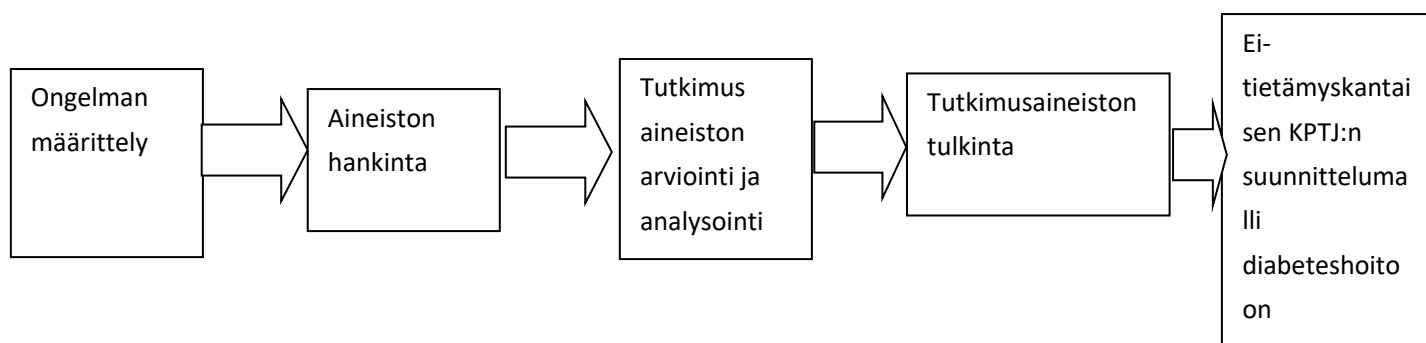 Ongelman
määrittely
Aineiston
hankinta
Tutkimus
aineiston
arviointi ja
analysointi
Tutkimusaineiston
tulkinta
Ei-
tietämyskantai
sen KPTJ:n
suunnitteluma
lli
diabeteshoito
on